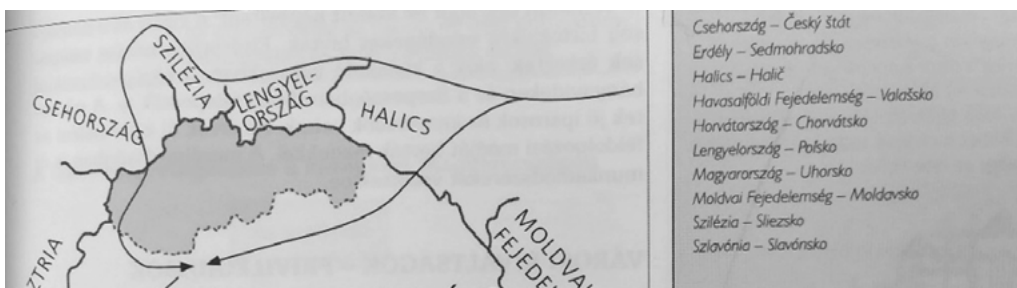 SZILÉZIA
LENGYEL-
ORSZÁG
CSEHORSZÁG
HALICS
MOLDVAI
FEJEDE
ZTRIA
Csehország – Český štát
Erdély – Sedmohradsko
Halics – Halič
Havasalföldi Fejedelemség – Valašsko
Horvátország – Chorvátsko
Lengyelország – Poľsko
Magyarország – Uhorsko
Moldvai Fejedelemség – Moldavsko
Szilézia – Sliezsko
Szlavónia – Slavónsko